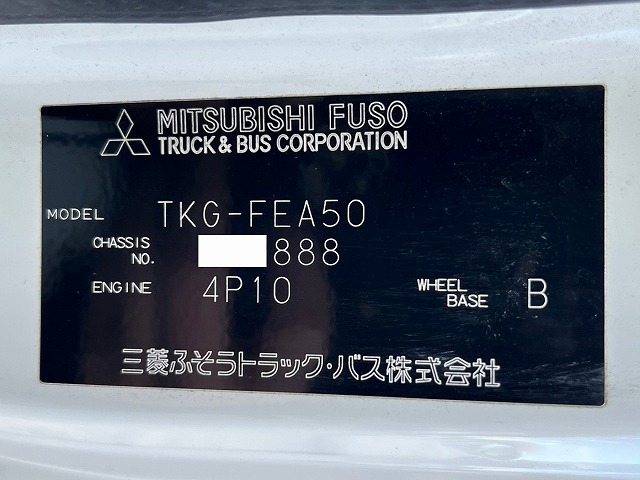 MITSUBISHI FUSO
TRUCK & BUS CORPORATION
MODEL TKG-FEA50
CHASSIS NO. 888
ENGINE 4P10 WHEEL BASE B
三菱ふそうトラック・バス株式会社